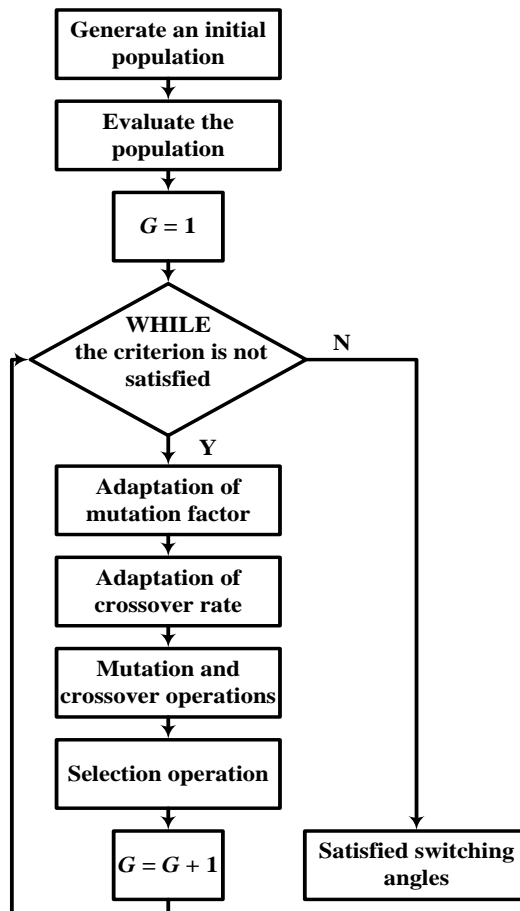 Generate an initial
population
Evaluate the
population
G = 1
WHILE
the criterion is not
satisfied
N
Y
Adaptation of
mutation factor
Adaptation of
crossover rate
Mutation and
crossover operations
Selection operation
G = G + 1
Satisfied switching
angles